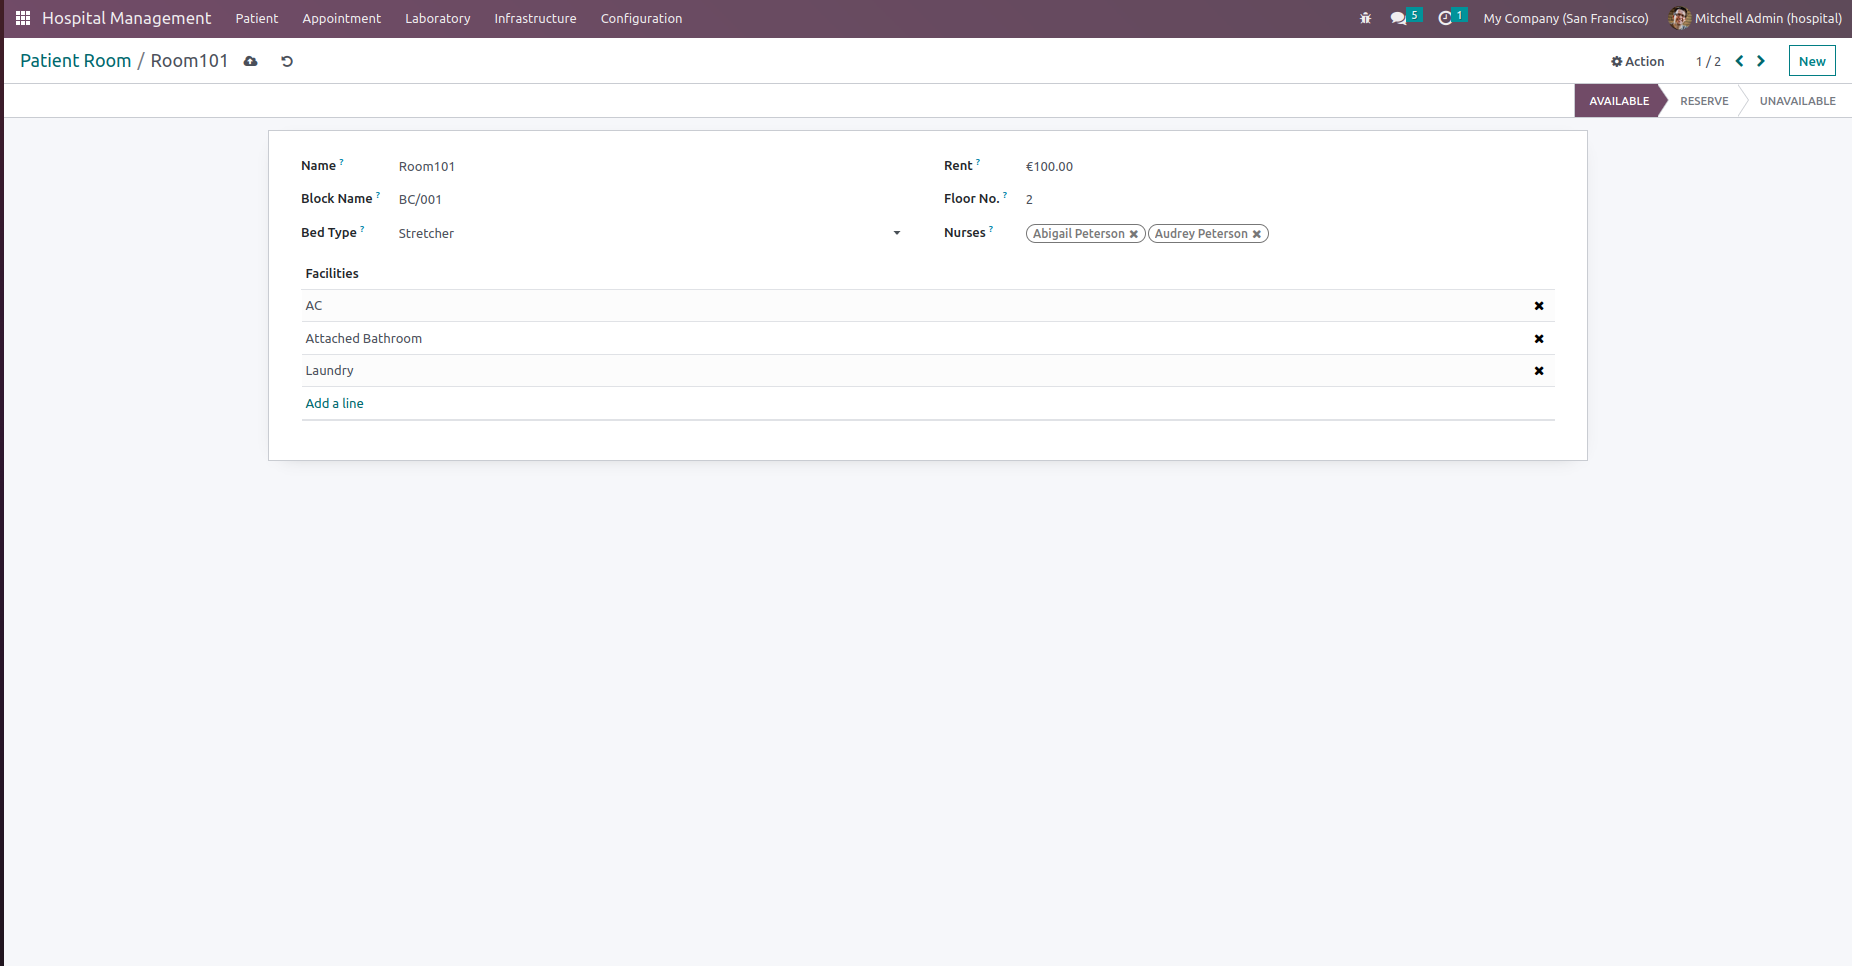 Hospital Management Patient Appointment Laboratory Infrastructure Configuration 5 1 My Company (San Francisco) Mitchell Admin (hospital)
Patient Room / Room101 Action 1 / 2 New
AVAILABLE RESERVE UNAVAILABLE
Name ? Room101 Rent ? €100.00
Block Name ? BC/001 Floor No. ? 2
Bed Type ? Stretcher Nurses ? Abigail Peterson Audrey Peterson
Facilities
AC
Attached Bathroom
Laundry
Add a line